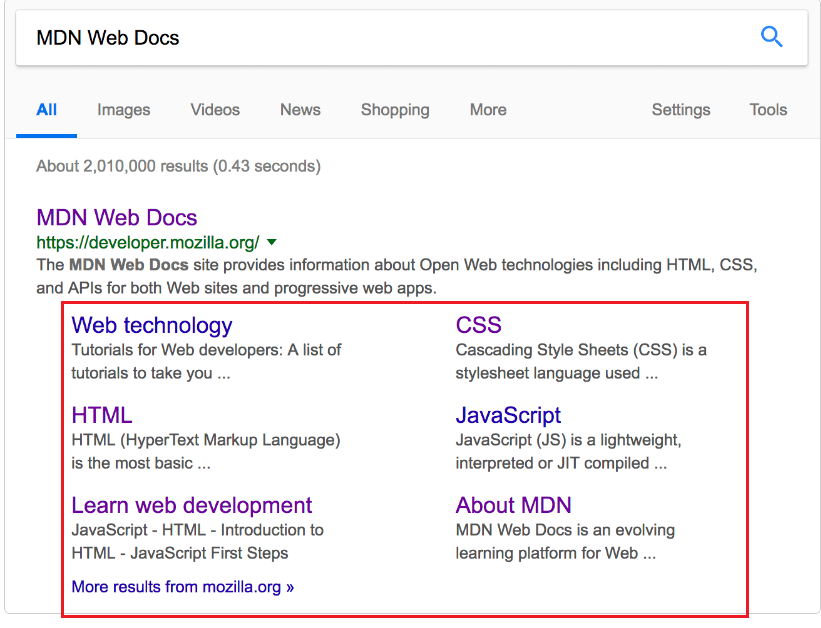 MDN Web Docs
All Images Videos News Shopping More Settings Tools
About 2,010,000 results (0.43 seconds)
MDN Web Docs
https://developer.mozilla.org/
The MDN Web Docs site provides information about Open Web technologies including HTML, CSS,
and APIs for both Web sites and progressive web apps.
Web technology
Tutorials for Web developers: A list of
tutorials to take you ...
CSS
Cascading Style Sheets (CSS) is a
stylesheet language used ...
HTML
HTML (HyperText Markup Language)
is the most basic ...
JavaScript
JavaScript (JS) is a lightweight,
interpreted or JIT compiled ...
Learn web development
JavaScript - HTML - Introduction to
HTML - JavaScript First Steps
About MDN
MDN Web Docs is an evolving
learning platform for Web ...
More results from mozilla.org »